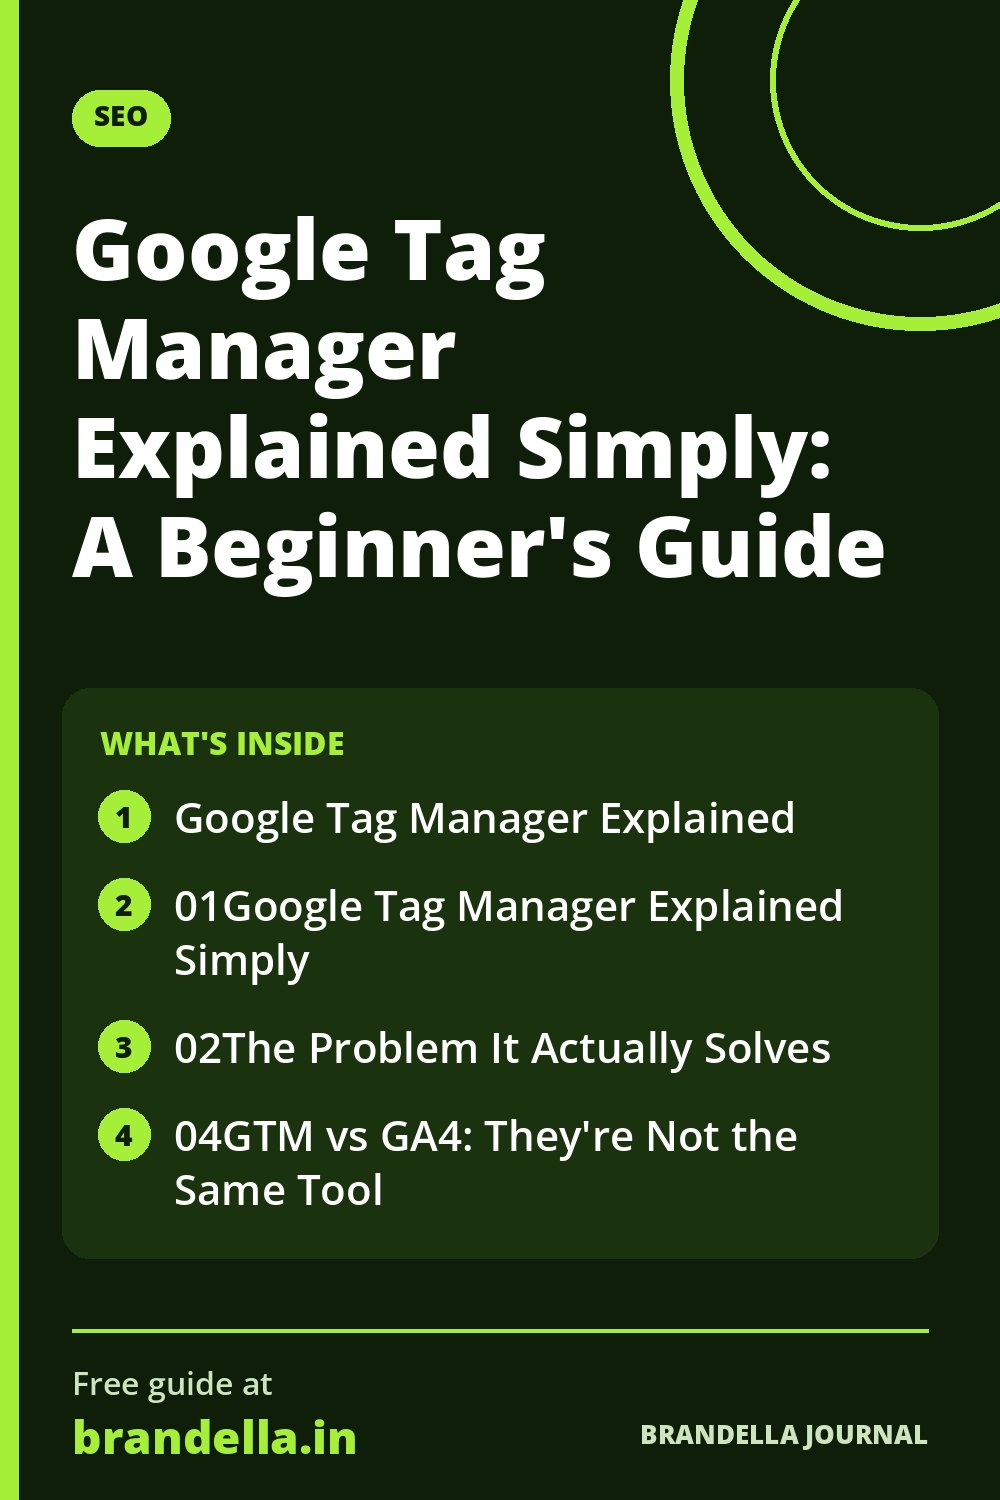 SEO
Google Tag
Manager
Explained Simply:
A Beginner's Guide
WHAT'S INSIDE
1 Google Tag Manager Explained
2 01Google Tag Manager Explained
Simply
3 02The Problem It Actually Solves
4 04GTM vs GA4: They're Not the
Same Tool
Free guide at
brandella.in
BRANDELLA JOURNAL